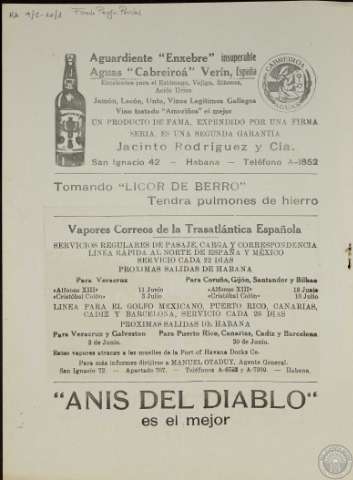 Aguardiente "Enxebre" insuperable
Aguas "Cabreiroá" Verín, España
Excelentes para el Estómago, Vejiga, Riñones,
Acido Urico
Jamón, Lacón, Unto, Vinos Legítimos Gallegos
Vino tostado el mejor
UN PRODUCTO DE FAMA, EXPENDIDO POR UNA FIRMA
SERIA, ES UNA SEGUNDA GARANTIA
Jacinto Rodríguez y Cía.
San Ignacio 42 — Habana — Teléfono A-1852
CABREIROA
Tomando "LICOR DE BERRO"
Tendra pulmones de hierro
Vapores Correos de la Trasatlántica Española
SERVICIOS REGULARES DE PASAJE, CARGA Y CORRESPONDENCIA
LINEA RAPIDA AL NORTE DE ESPAÑA Y MÉXICO
SERVICIO CADA 22 DIAS
PROXIMAS SALIDAS DE HABANA
Para Veracruz Para Coruña, Gijón, Santander y Bilbao
«Alfonso XIII» 11 Junio «Alfonso XIII» 18 Junio
«Cristóbal Colón» 3 Julio «Cristóbal Colón» 10 Julio
LINEA PARA EL GOLFO MEXICANO, PUERTO RICO, CANARIAS,
CADIZ Y BARCELONA, SERVICIO CADA 25 DIAS
PROXIMAS SALIDAS DE HABANA
Para Veracruz y Galveston Para Puerto Rico, Canarias, Cadiz y Barcelona
3 de Junio. 20 de Junio.
Estos vapores atracan a los muelles de la Port of Havana Docks Co.
Para más informes dirijirse a MANUEL OTADUY, Agente General.
San Ignacio 72. — Apartado 707. — Teléfonos y A-7900. — Habana.
"ANIS DEL DIABLO"
es el mejor